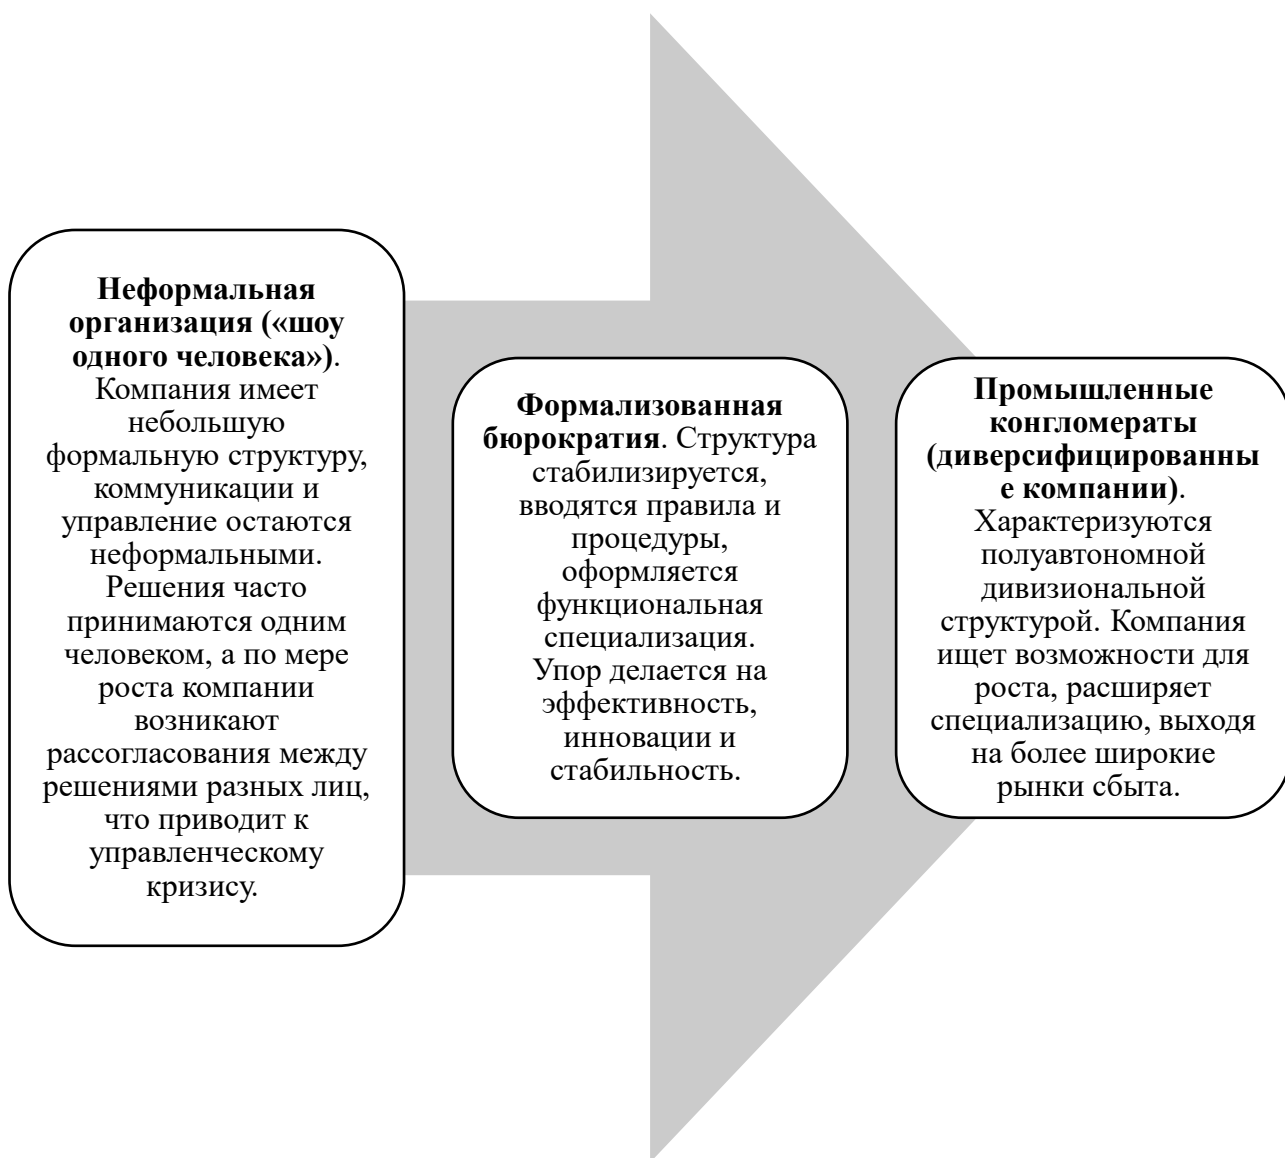 Неформальная
организация («шоу
одного человека»).
Компания имеет
небольшую
формальную структуру,
коммуникации и
управление остаются
неформальными.
Решения часто
принимаются одним
человеком, а по мере
роста компании
возникают
рассогласования между
решениями разных лиц,
что приводит к
управленческому
кризису.
Формализованная
бюрократия. Структура
стабилизируется,
вводятся правила и
процедуры,
оформляется
функциональная
специализация.
Упор делается на
эффективность,
инновации и
стабильность.
Промышленные
конгломераты
(диверсифицированны
е компании).
Характеризуются
полуавтономной
дивизиональной
структурой. Компания
ищет возможности для
роста, расширяет
специализацию, выходя
на более широкие
рынки сбыта.